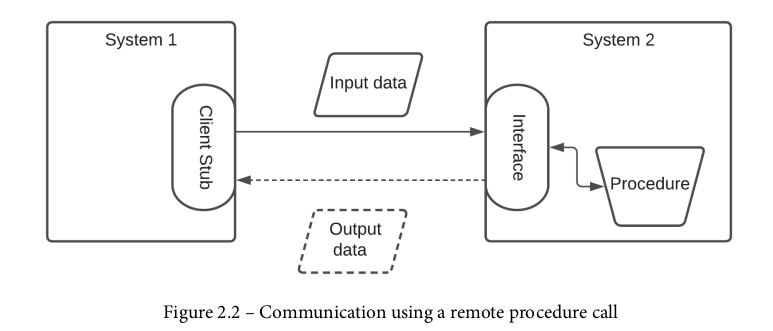 System 1
System 2
Input data
Client Stub
Interface
Procedure
Output
data
Figure 2.2 – Communication using a remote procedure call